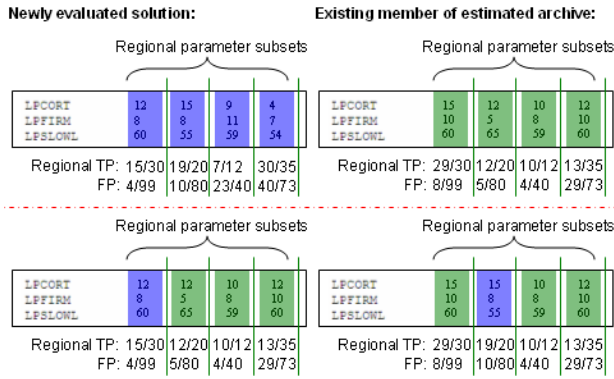 Newly evaluated solution: Existing member of estimated archive:
Regional parameter subsets Regional parameter subsets
LPCORT 12 15 9 4 LPCORT 15 12 10 12
LPFIRM 8 8 11 7 LPFIRM 10 5 8 10
LPSLOWL 60 55 59 54 LPSLOWL 60 65 59 60
Regional TP: 15/30 19/20 7/12 30/35 Regional TP: 29/30 12/20 10/12 13/35
FP: 4/99 10/80 23/40 40/73 FP: 8/99 5/80 4/40 29/73
Regional parameter subsets Regional parameter subsets
LPCORT 12 12 10 12 LPCORT 15 15 10 12
LPFIRM 8 5 8 10 LPFIRM 10 8 8 10
LPSLOWL 60 65 59 60 LPSLOWL 60 55 59 60
Regional TP: 15/30 12/20 10/12 13/35 Regional TP: 29/30 19/20 10/12 13/35
FP: 4/99 5/80 4/40 29/73 FP: 8/99 10/80 4/40 29/73